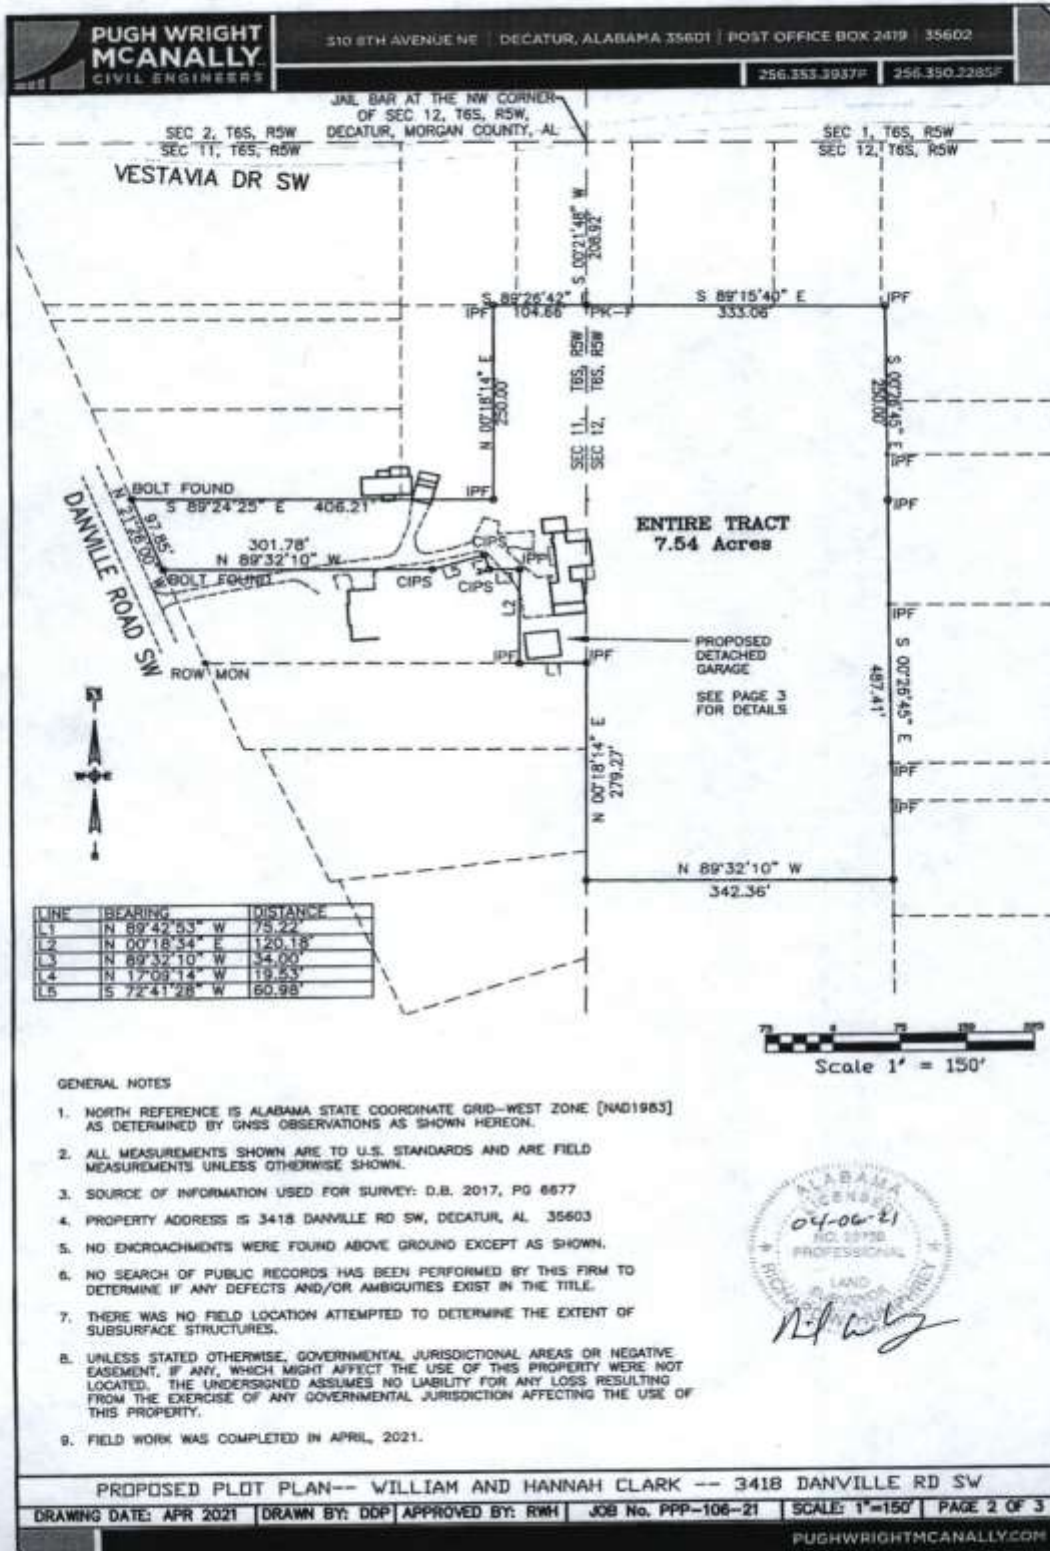 PUGH WRIGHT
MCANALLY
CIVIL ENGINEERS
310 8TH AVENUE NE | DECATUR, ALABAMA 35601 | POST OFFICE BOX 2419 | 35602
256.353.3937P 256.350.2285F
JAIL BAR AT THE NW CORNER
OF SEC 12, T6S, R5W,
DECATUR, MORGAN COUNTY, AL
SEC 2, T6S, R5W
SEC 11, T6S, R5W
SEC 1, T6S, R5W
SEC 12, T6S, R5W
VESTAVIA DR SW
S 00°21'48" W
208.92'
S 89°26'42" E
104.66'
S 89°15'40" E
333.06'
IPF
PK-F
IPF
N 00°18'14" E
250.00'
SEC 11, T6S, R5W
SEC 12, T6S, R5W
S 00°26'45" E
250.00'
IPF
IPF
BOLT FOUND
S 89°24'25" E 406.21'
IPF
DANVILLE ROAD SW
N 21°26'00" W
97.85'
301.78'
N 89°32'10" W
BOLT FOUND
CIPS
L5
CIPS
CIPS
L4
L3
IPF
L2
ENTIRE TRACT
7.54 Acres
IPF
PROPOSED
DETACHED
GARAGE
SEE PAGE 3
FOR DETAILS
ROW MON
IPF
L1
IPF
S 00°26'45" E
487.41'
N 00°18'14" E
279.27'
IPF
IPF
W E
N 89°32'10" W
342.36'
LINE BEARING DISTANCE
L1 N 89°42'53" W 75.22'
L2 N 00°18'34" E 120.18'
L3 N 89°32'10" W 34.00'
L4 N 17°09'14" W 19.53'
L5 S 72°41'28" W 60.98'
75 0 75 150 225
Scale 1' = 150'
GENERAL NOTES
1. NORTH REFERENCE IS ALABAMA STATE COORDINATE GRID-WEST ZONE [NAD1983]
AS DETERMINED BY GNSS OBSERVATIONS AS SHOWN HEREON.
2. ALL MEASUREMENTS SHOWN ARE TO U.S. STANDARDS AND ARE FIELD
MEASUREMENTS UNLESS OTHERWISE SHOWN.
3. SOURCE OF INFORMATION USED FOR SURVEY: D.B. 2017, PG 6677
4. PROPERTY ADDRESS IS 3418 DANVILLE RD SW, DECATUR, AL 35603
5. NO ENCROACHMENTS WERE FOUND ABOVE GROUND EXCEPT AS SHOWN.
6. NO SEARCH OF PUBLIC RECORDS HAS BEEN PERFORMED BY THIS FIRM TO
DETERMINE IF ANY DEFECTS AND/OR AMBIGUITIES EXIST IN THE TITLE.
7. THERE WAS NO FIELD LOCATION ATTEMPTED TO DETERMINE THE EXTENT OF
SUBSURFACE STRUCTURES.
8. UNLESS STATED OTHERWISE, GOVERNMENTAL JURISDICTIONAL AREAS OR NEGATIVE
EASEMENT, IF ANY, WHICH MIGHT AFFECT THE USE OF THIS PROPERTY WERE NOT
LOCATED. THE UNDERSIGNED ASSUMES NO LIABILITY FOR ANY LOSS RESULTING
FROM THE EXERCISE OF ANY GOVERNMENTAL JURISDICTION AFFECTING THE USE OF
THIS PROPERTY.
9. FIELD WORK WAS COMPLETED IN APRIL, 2021.
ALABAMA
LICENSED
04-06-21
PROFESSIONAL
LAND
SURVEYOR
PROPOSED PLOT PLAN-- WILLIAM AND HANNAH CLARK -- 3418 DANVILLE RD SW
DRAWING DATE: APR 2021 DRAWN BY: DDP APPROVED BY: RWH JOB No. PPP-106-21 SCALE: 1"=150' PAGE 2 OF 3
PUGHWRIGHTMCANALLY.COM